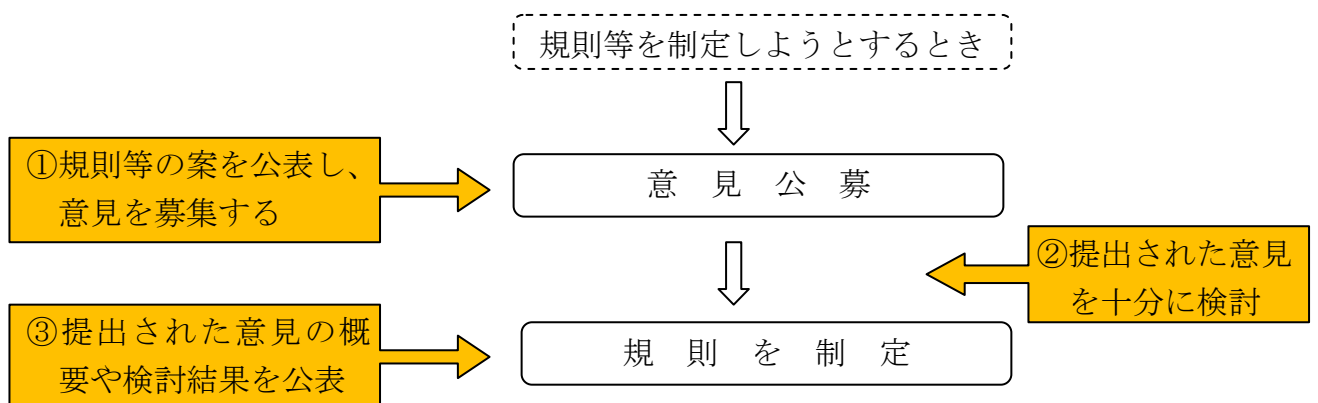 規則等を制定しようとするとき
①規則等の案を公表し、
意見を募集する
意見公募
②提出された意見
を十分に検討
③提出された意見の概
要や検討結果を公表
規則を制定